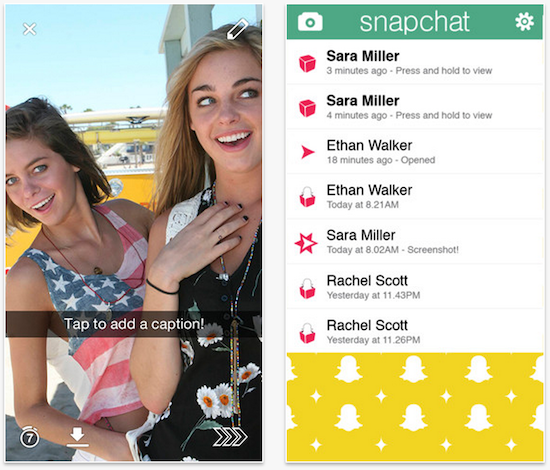 Tap to add a caption!
7
snapchat
Sara Miller
3 minutes ago - Press and hold to view
Sara Miller
4 minutes ago - Press and hold to view
Ethan Walker
18 minutes ago - Opened
Ethan Walker
Today at 8.21AM
Sara Miller
Today at 8.02AM - Screenshot!
Rachel Scott
Yesterday at 11.43PM
Rachel Scott
Yesterday at 11.26PM